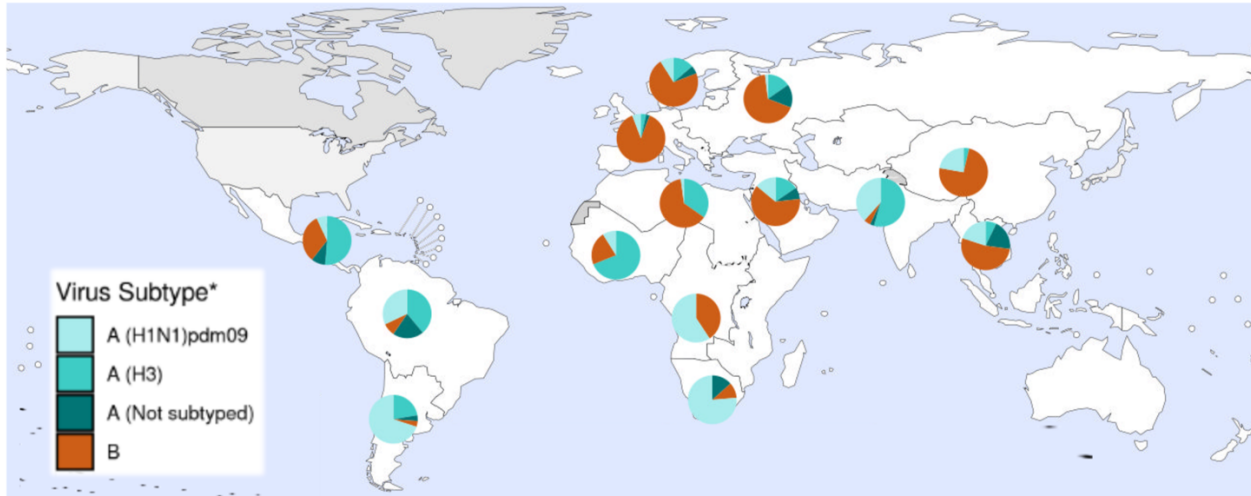 Virus Subtype*
A (H1N1)pdm09
A (H3)
A (Not subtyped)
B